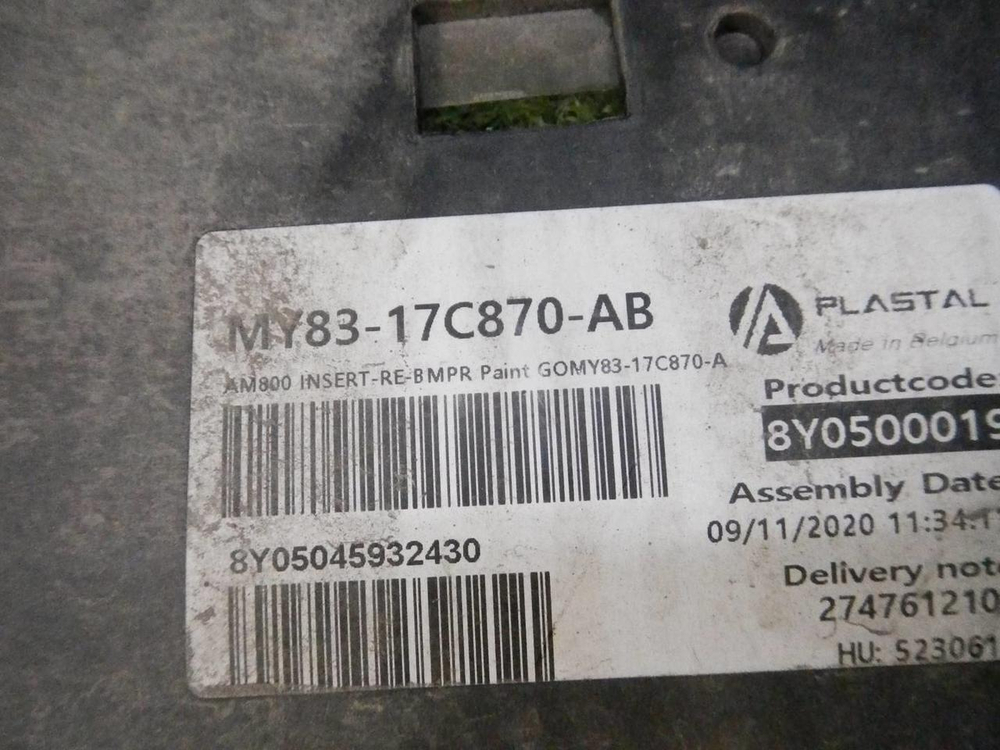 MY83-17C870-AB
AM800 INSERT-RE-BMPR Paint GOMY83-17C870-A
8Y05045932430
PLASTAL
Made in Belgium
Productcode:
8Y050001
Assembly Date
09/11/2020 11:34:1
Delivery note
274761210
HU: 523061